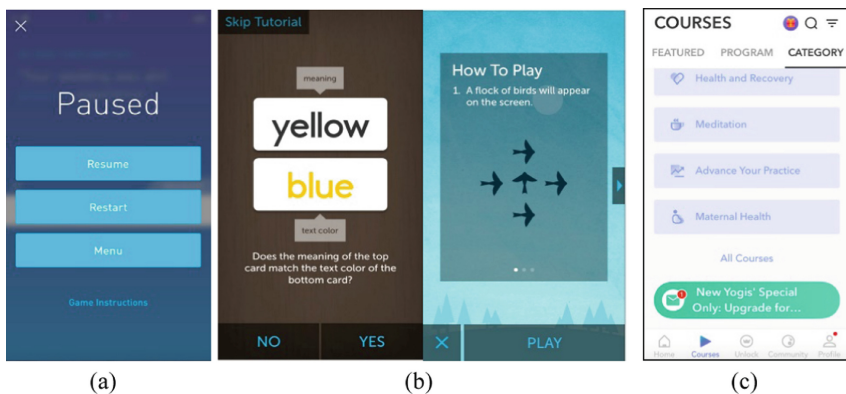 Paused
Resume
Restart
Menu
Game Instructions
(a)
Skip Tutorial
meaning
yellow
blue
text color
Does the meaning of the top
card match the text color of the
bottom card?
NO YES
How To Play
1. A flock of birds will appear
on the screen.
PLAY
(b)
COURSES
FEATURED PROGRAM CATEGORY
Health and Recovery
Meditation
Advance Your Practice
Maternal Health
All Courses
New Yogis' Special
Only: Upgrade for...
Home Courses Unlock Community Profile
(c)